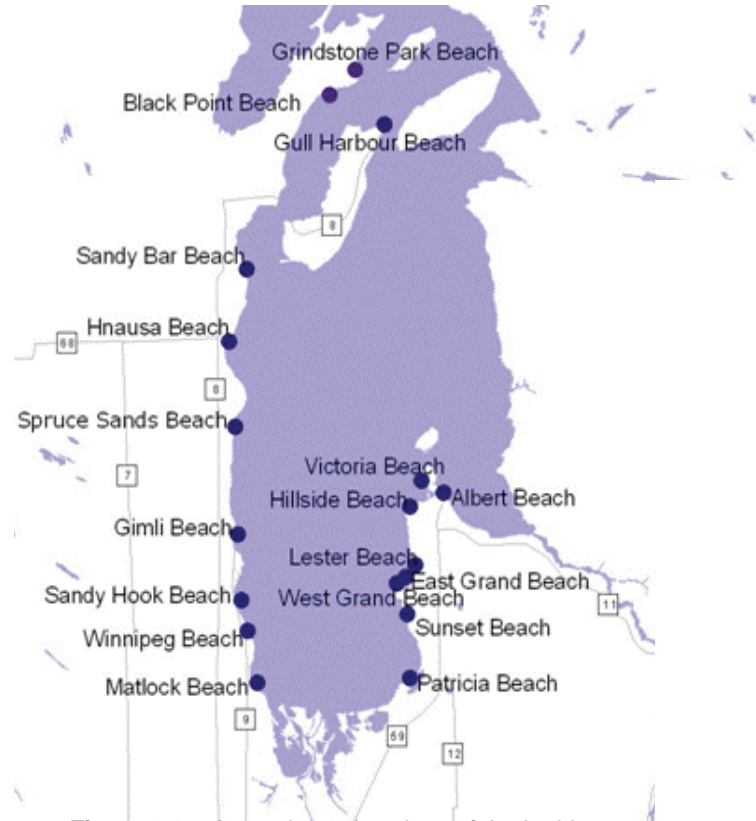 Grindstone Park Beach
Black Point Beach
Gull Harbour Beach
8
Sandy Bar Beach
Hnausa Beach
68
8
Spruce Sands Beach
Victoria Beach
7
Hillside Beach
Albert Beach
Gimli Beach
Lester Beach
East Grand Beach
Sandy Hook Beach
West Grand Beach
11
Sunset Beach
Winnipeg Beach
Matlock Beach
Patricia Beach
9
59
12